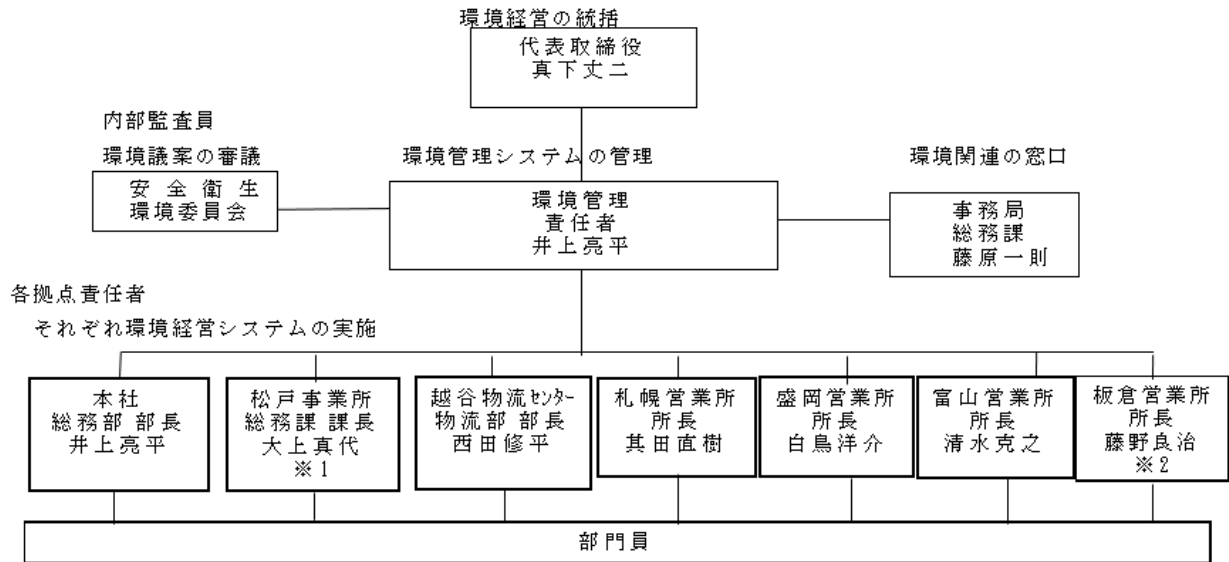 環境経営の統括
代表取締役
真下丈二
内部監査員
環境議案の審議
環境管理システムの管理
環境関連の窓口
安全衛生
環境委員会
環境管理
責任者
井上亮平
事務局
総務課
藤原一則
各拠点責任者
それぞれ環境経営システムの実施
本社
総務部 部長
井上亮平
松戸事業所
総務課 課長
大上真代
※1
越谷物流センター
物流部 部長
西田修平
札幌営業所
所長
其田直樹
盛岡営業所
所長
白鳥洋介
富山営業所
所長
清水克之
板倉営業所
所長
藤野良治
※2
部門員